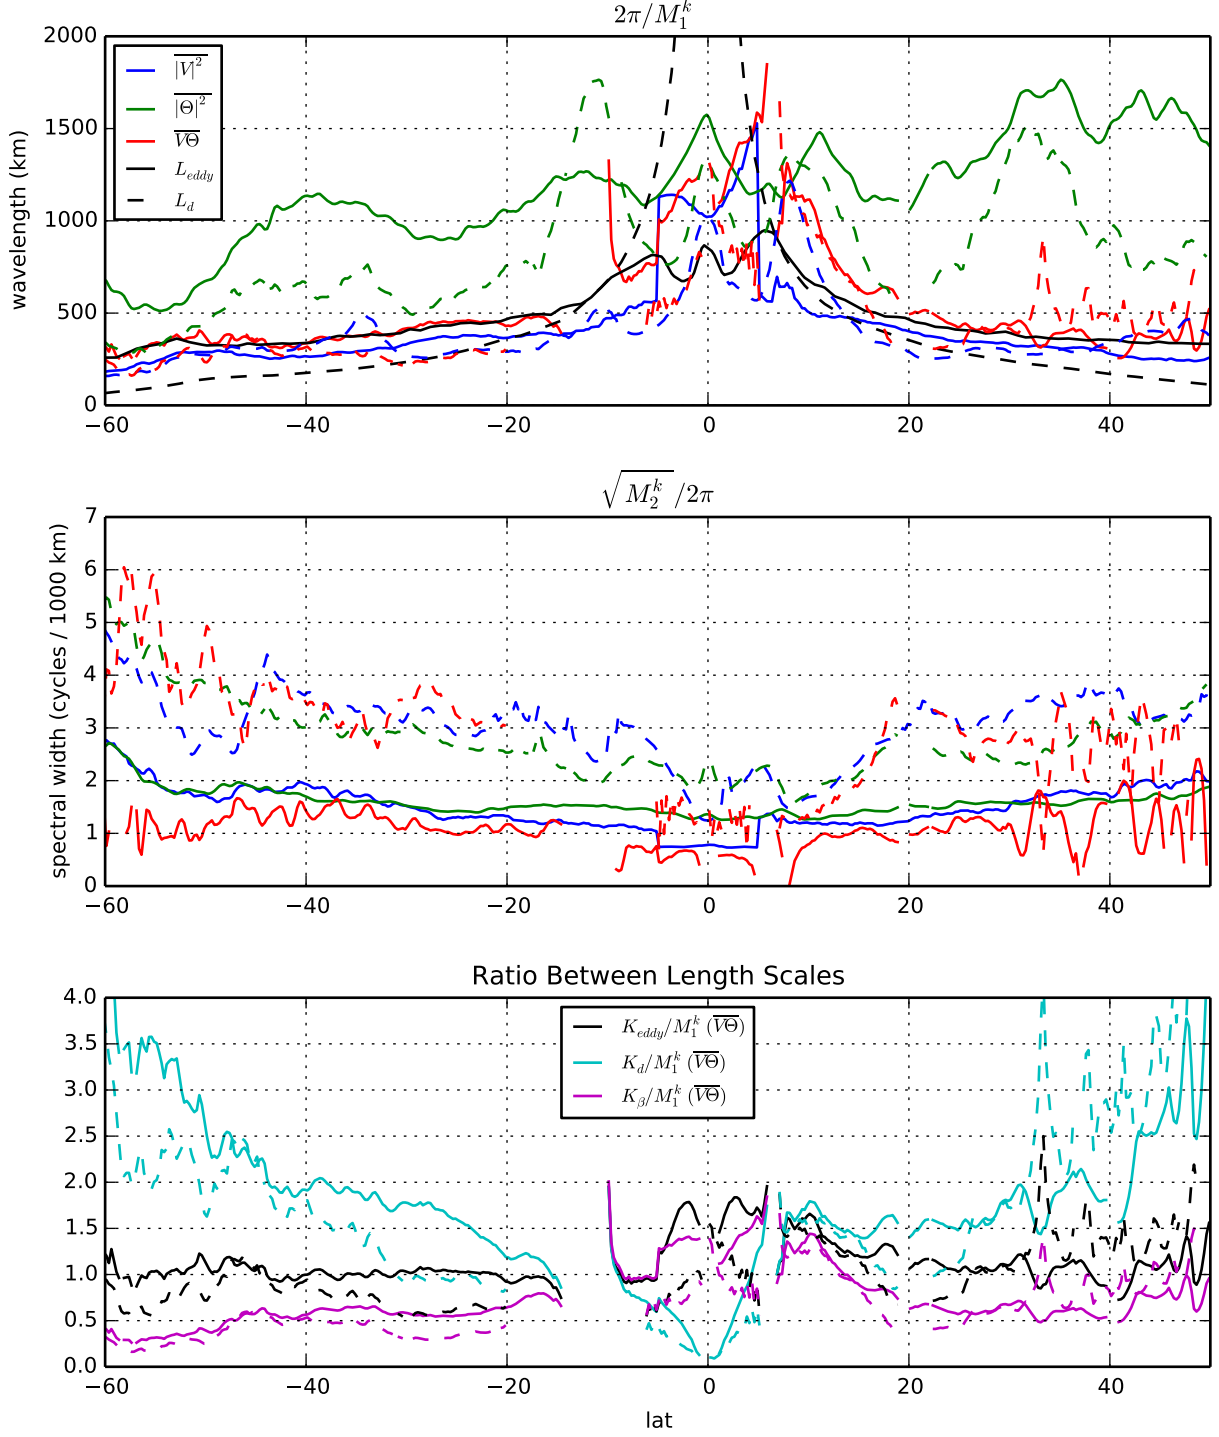 2π/M₁ᵏ
2000
1500
1000
500
0
wavelength (km)
|V|²
|Θ|²
VΘ
L_eddy
L_d
−60 −40 −20 0 20 40
√M₂ᵏ/2π
7
6
5
4
3
2
1
0
spectral width (cycles / 1000 km)
−60 −40 −20 0 20 40
Ratio Between Length Scales
4.0
3.5
3.0
2.5
2.0
1.5
1.0
0.5
0.0
K_eddy/M₁ᵏ (VΘ)
K_d/M₁ᵏ (VΘ)
K_β/M₁ᵏ (VΘ)
−60 −40 −20 0 20 40
lat